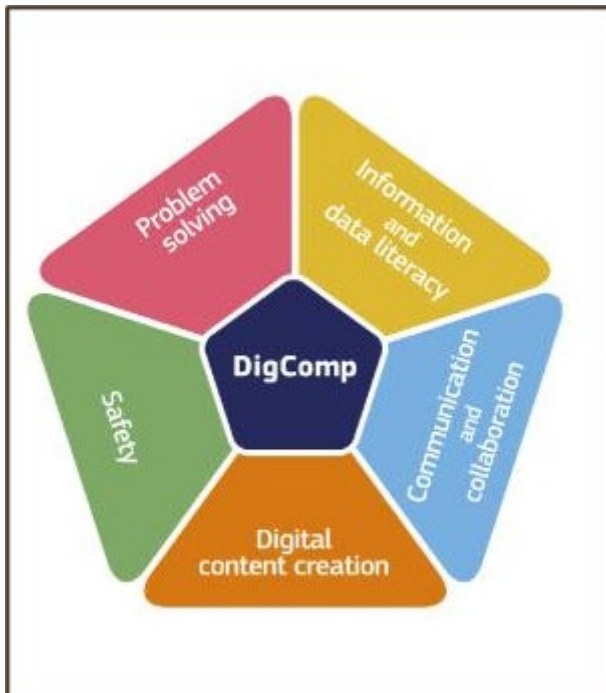 Problem
solving
Information
and
data literacy
DigComp
Safety
Communication
and
collaboration
Digital
content creation